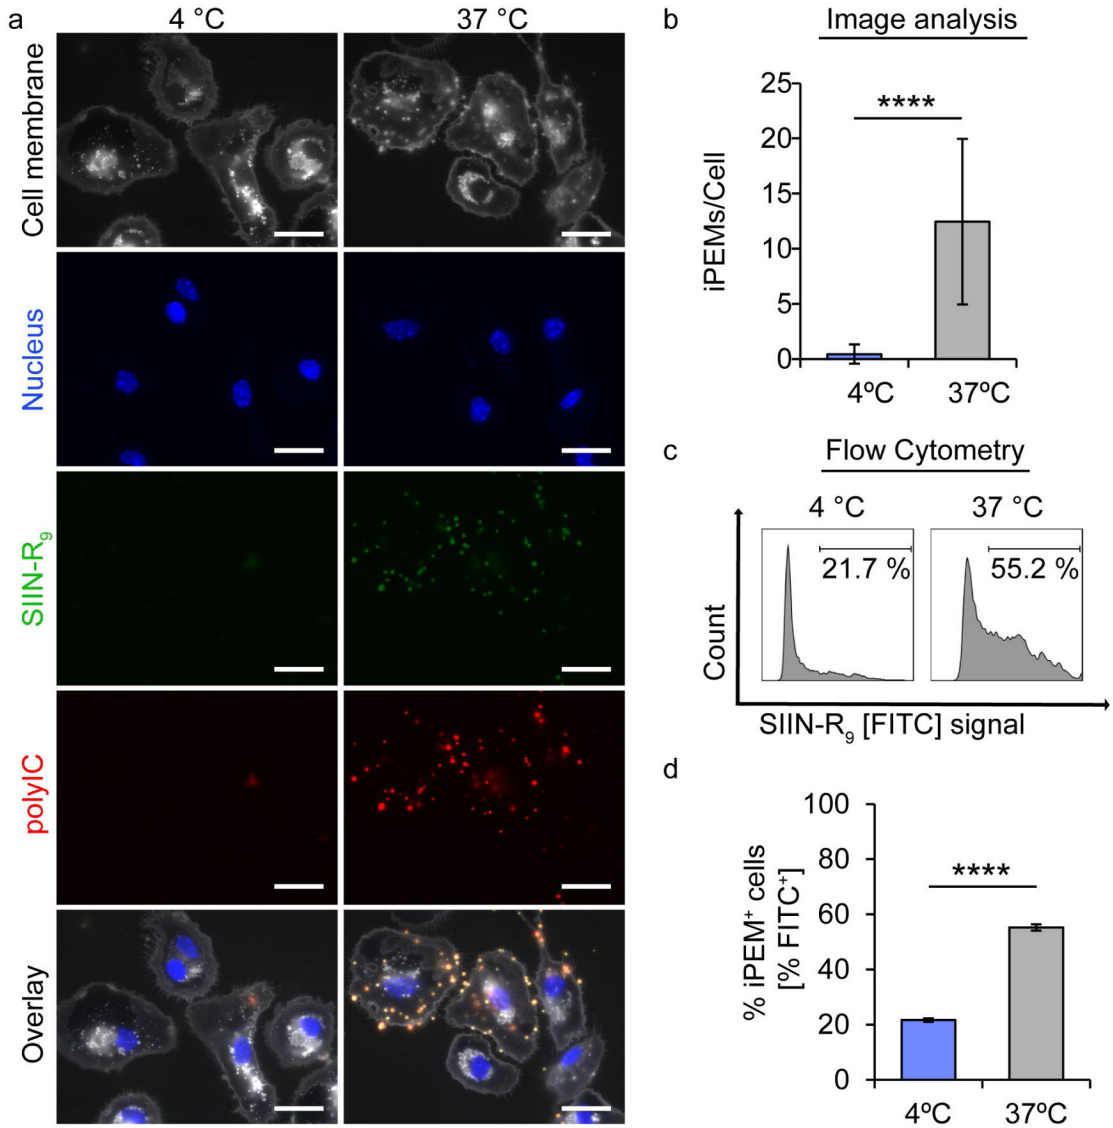 a
4 °C
37 °C
Cell membrane
Nucleus
SIIN-R₉
polyIC
Overlay
b
Image analysis
iPEMs/Cell
25
20
15
10
5
0
****
4ºC
37ºC
c
Flow Cytometry
4 °C
37 °C
21.7 %
55.2 %
Count
SIIN-R₉ [FITC] signal
d
% iPEM⁺ cells
[% FITC⁺]
100
80
60
40
20
0
****
4ºC
37ºC